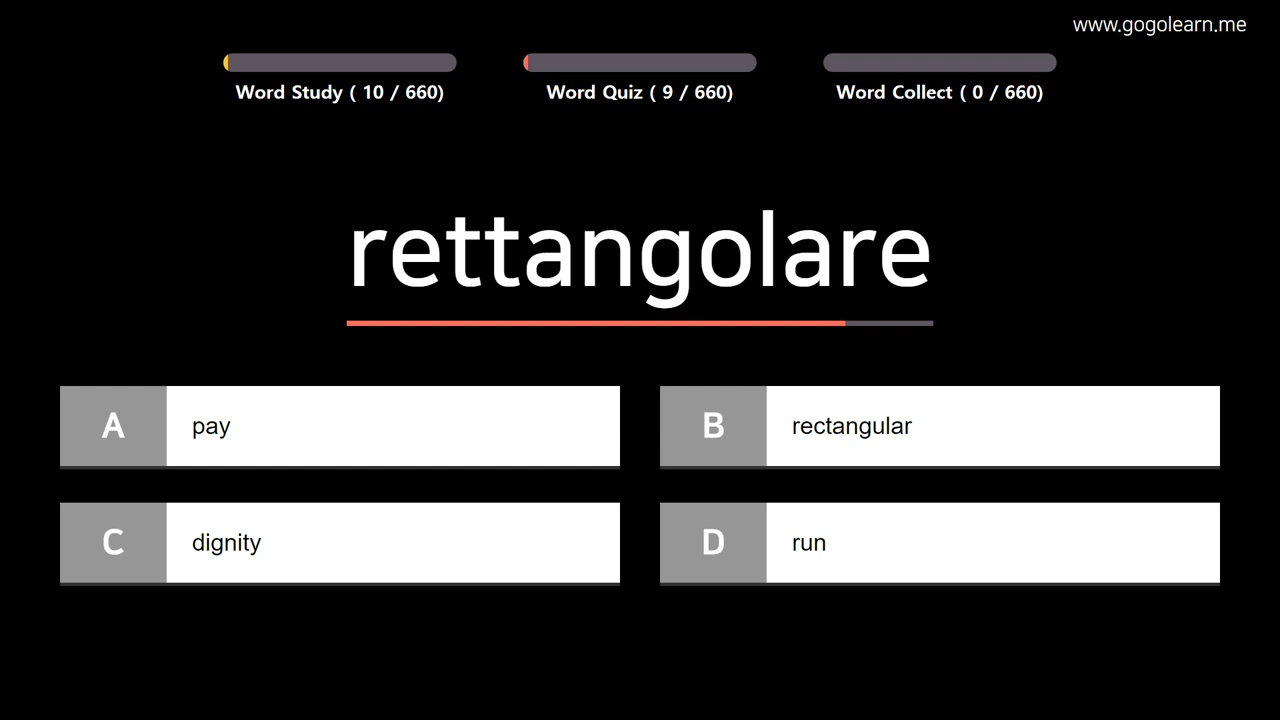 www.gogolearn.me
Word Study ( 10 / 660)
Word Quiz ( 9 / 660)
Word Collect ( 0 / 660)
rettangolare
A pay
B rectangular
C dignity
D run